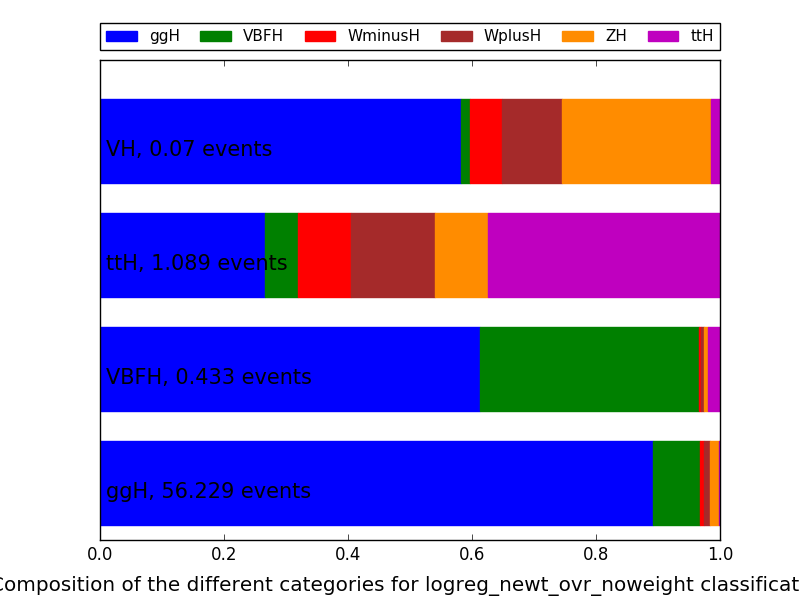 ggH VBFH WminusH WplusH ZH ttH
VH, 0.07 events
ttH, 1.089 events
VBFH, 0.433 events
ggH, 56.229 events
0.0 0.2 0.4 0.6 0.8 1.0
Composition of the different categories for logreg_newt_ovr_noweight classificat